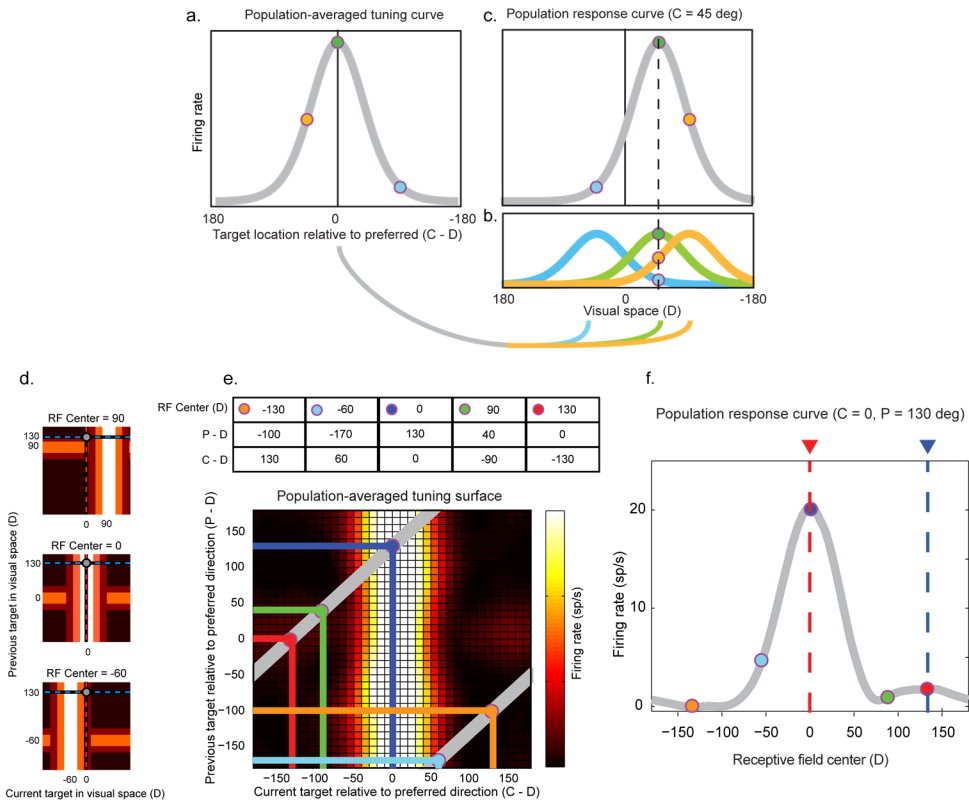 a.
Population-averaged tuning curve
Firing rate
180 0 -180
Target location relative to preferred (C - D)
c.
Population response curve (C = 45 deg)
b.
180 0 -180
Visual space (D)
d.
RF Center = 90
130
90
0 90
RF Center = 0
130
0
0
RF Center = -60
130
-60
-60 0
Previous target in visual space (D)
Current target in visual space (D)
e.
RF Center (D) -130 -60 0 90 130
P - D -100 -170 130 40 0
C - D 130 60 0 -90 -130
Population-averaged tuning surface
Previous target relative to preferred direction (P - D)
150
100
50
0
−50
−100
−150
−150 −100 −50 0 50 100 150
Current target relative to preferred direction (C - D)
Firing rate (sp/s)
20
15
10
5
0
f.
Population response curve (C = 0, P = 130 deg)
Firing rate (sp/s)
20
10
0
−150 −100 −50 0 50 100 150
Receptive field center (D)